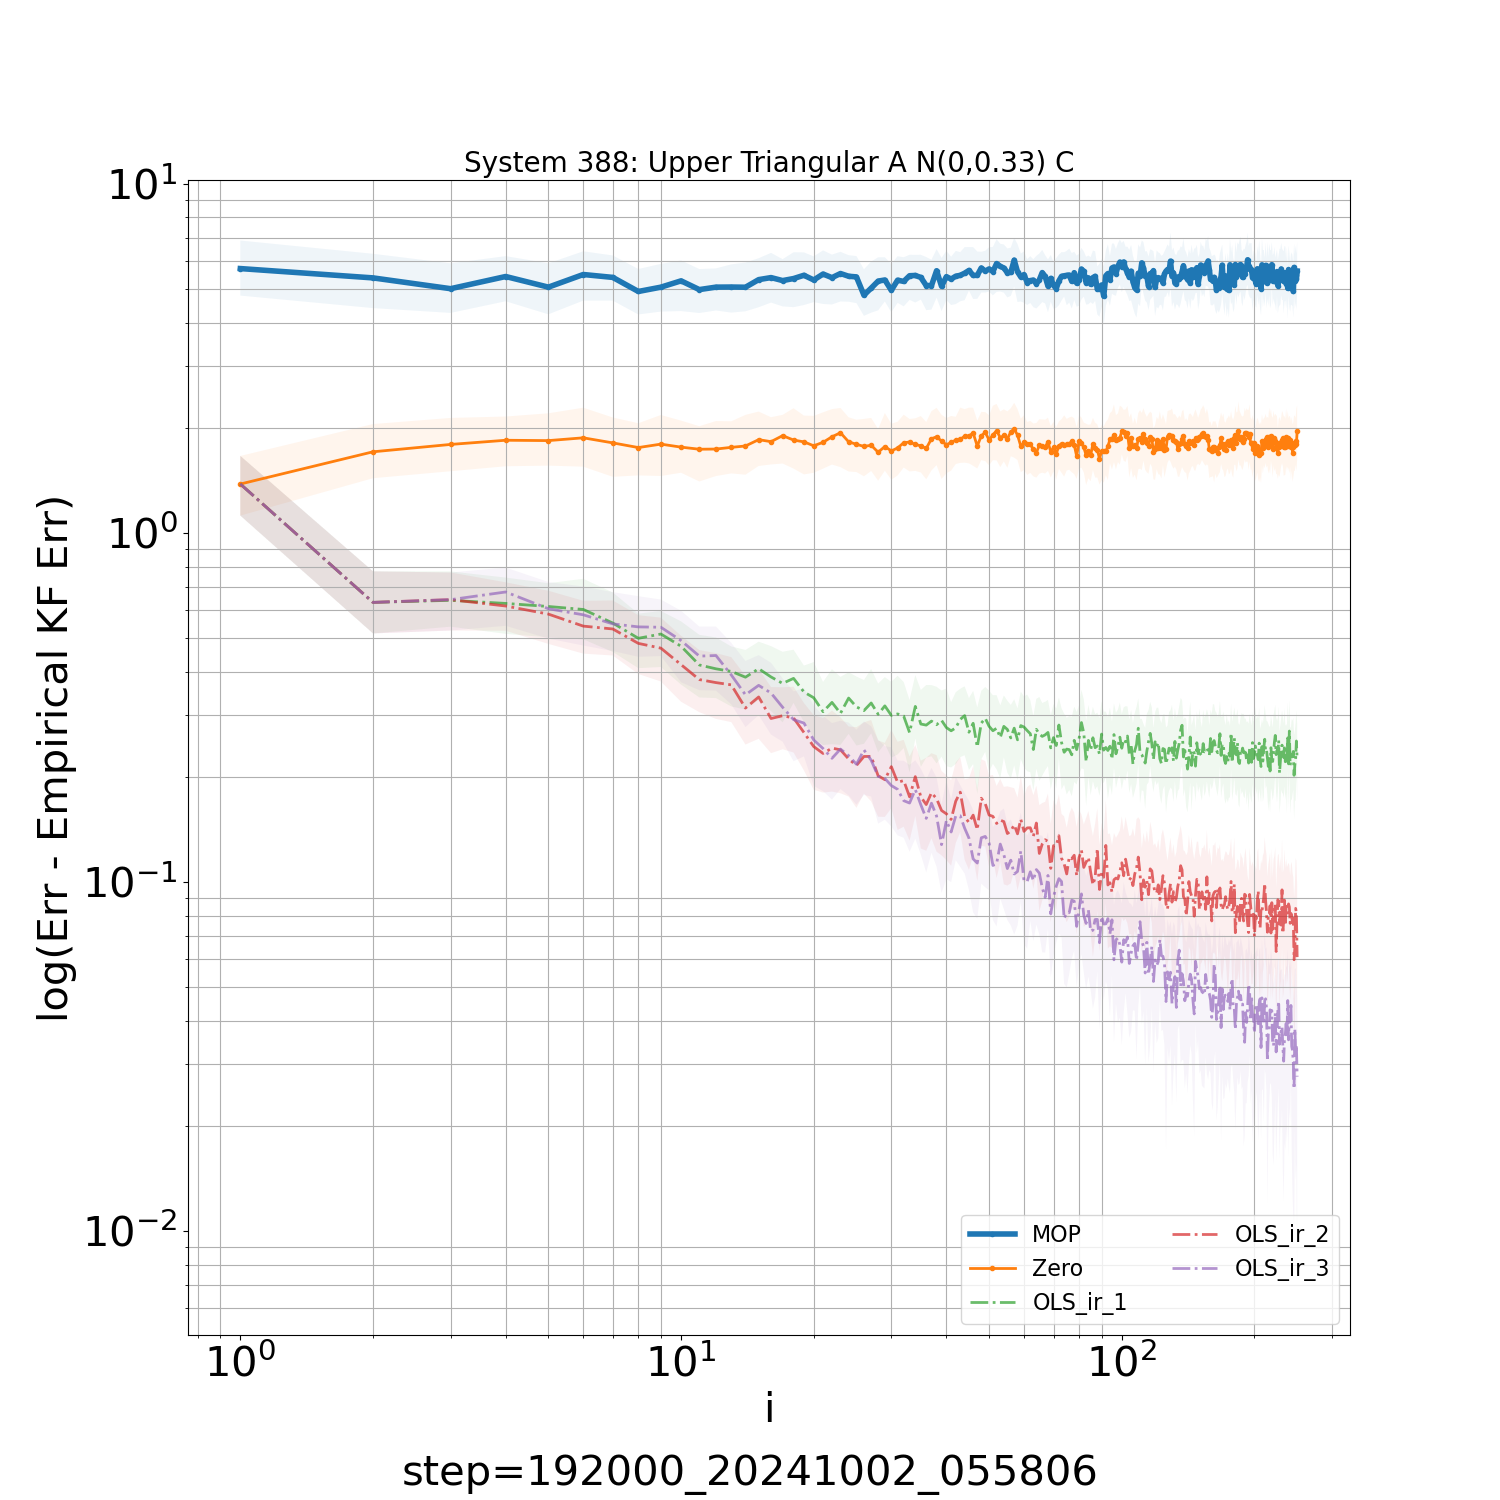 System 388: Upper Triangular A N(0,0.33) C
log(Err - Empirical KF Err)
10^1
10^0
10^-1
10^-2
MOP
Zero
OLS_ir_1
OLS_ir_2
OLS_ir_3
10^0 10^1 10^2
i
step=192000_20241002_055806